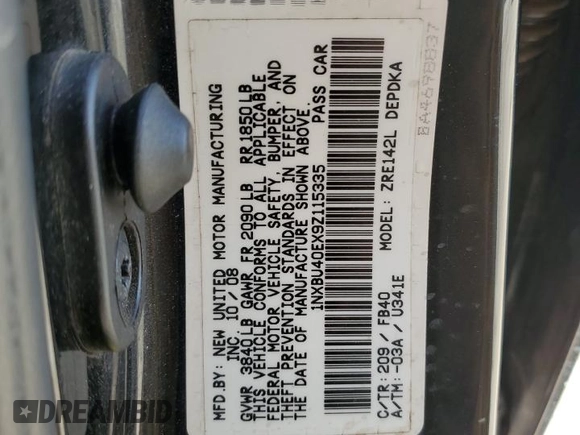 MFD.BY: NEW UNITED MOTOR MANUFACTURING
INC. 10/08
GVWR 3840LB GAWR FR 2090LB RR1850LB
THIS VEHICLE CONFORMS TO ALL APPLICABLE
FEDERAL MOTOR VEHICLE SAFETY, BUMPER, AND
THEFT PREVENTION STANDARDS IN EFFECT ON
THE DATE OF MANUFACTURE SHOWN ABOVE.
1NXBU40EX9Z115335 PASS CAR
MODEL: ZRE142L DEPDKA
C/TR: 209/FB40
A/TM: -03A/U341E
BA4698837
DREAMBID